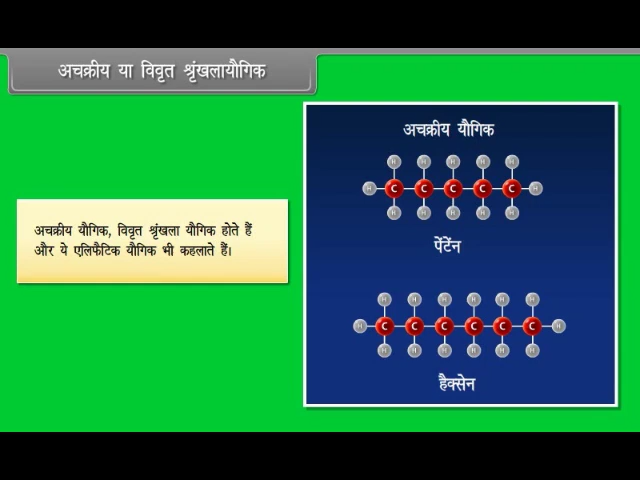 अचक्रीय या विवृत श्रृंखलायौगिक
अचक्रीय यौगिक, विवृत श्रृंखला यौगिक होते हैं
और ये एलिफैटिक यौगिक भी कहलाते हैं।
अचक्रीय यौगिक
H H H H H
H C C C C C H
H H H H H
पेंटेंन
H H H H H H
H C C C C C C H
H H H H H H
हैक्सेन